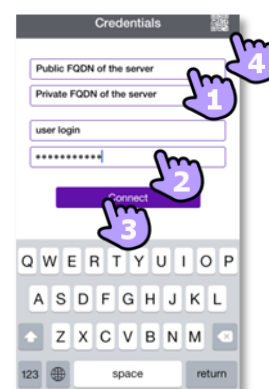 Credentials
4
Public FQDN of the server
1
Private FQDN of the server
user login
•••••••••••
2
Connect
3
Q W E R T Y U I O P
A S D F G H J K L
Z X C V B N M
123 space return